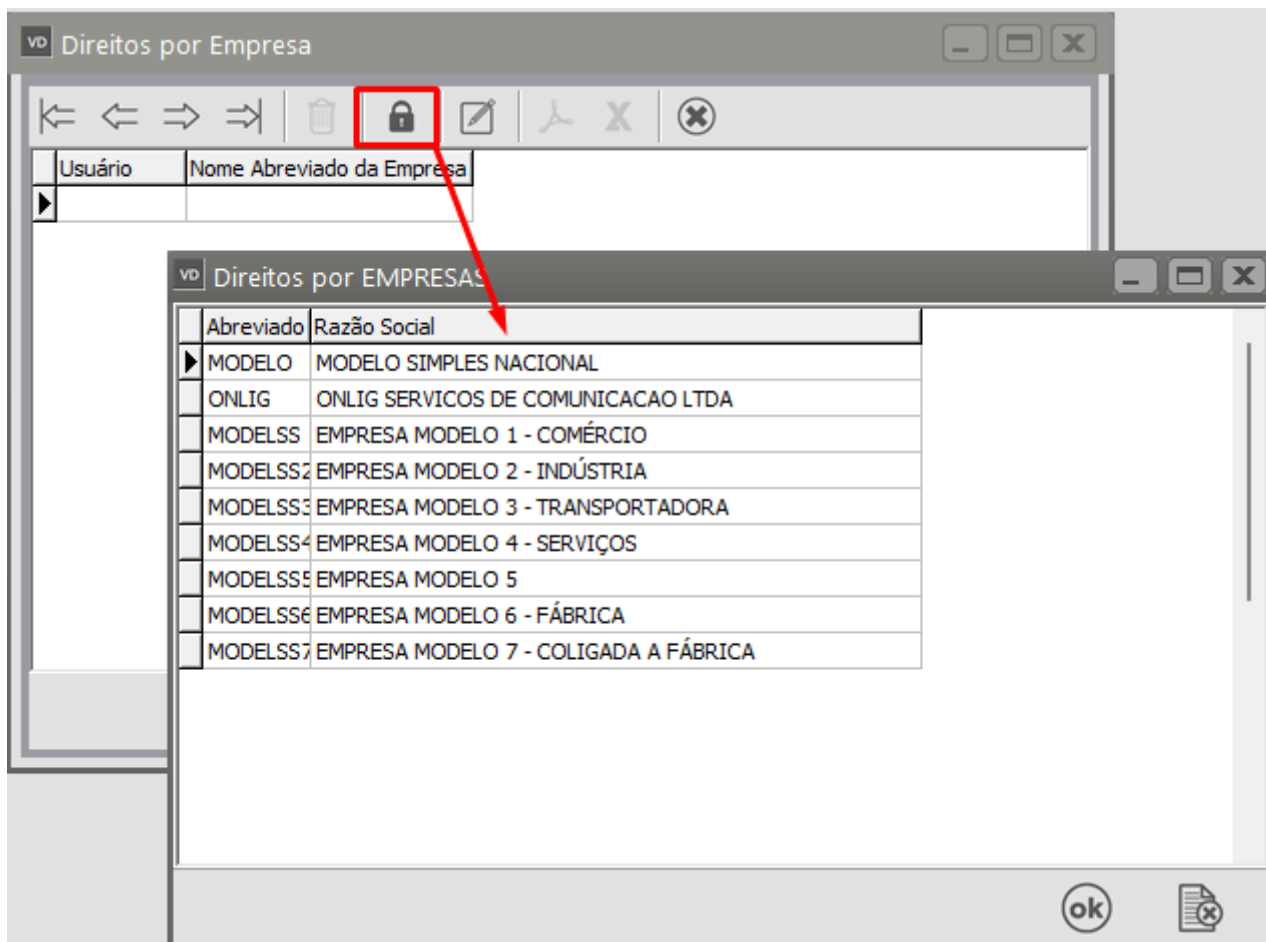 VD Direitos por Empresa
X
Usuário Nome Abreviado da Empresa
VD Direitos por EMPRESAS
Abreviado Razão Social
MODELO MODELO SIMPLES NACIONAL
ONLIG ONLIG SERVICOS DE COMUNICACAO LTDA
MODELSS EMPRESA MODELO 1 - COMÉRCIO
MODELSS2 EMPRESA MODELO 2 - INDÚSTRIA
MODELSS3 EMPRESA MODELO 3 - TRANSPORTADORA
MODELSS4 EMPRESA MODELO 4 - SERVIÇOS
MODELSS5 EMPRESA MODELO 5
MODELSS6 EMPRESA MODELO 6 - FÁBRICA
MODELSS7 EMPRESA MODELO 7 - COLIGADA A FÁBRICA
ok